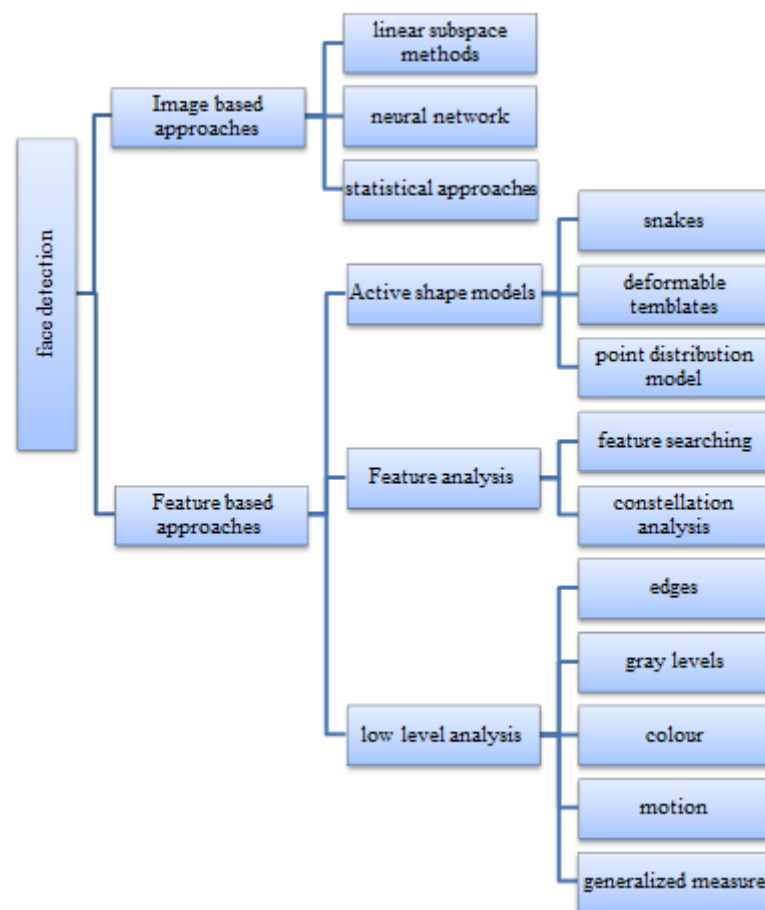 face detection
Image based
approaches
linear subspace
methods
neural network
statistical approaches
Feature based
approaches
Active shape models
snakes
deformable
temblates
point distribution
model
Feature analysis
feature searching
constellation
analysis
low level analysis
edges
gray levels
colour
motion
generalized measure